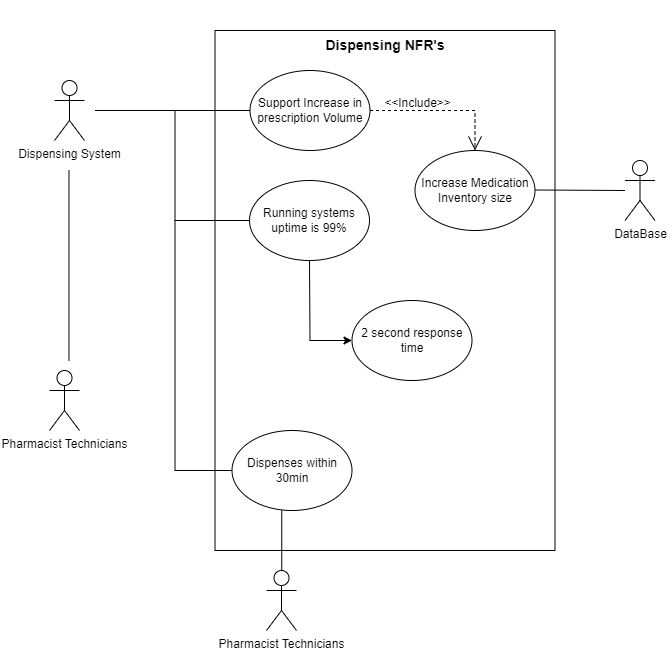 Dispensing NFR's
Support Increase in
prescription Volume
<<Include>>
Dispensing System
Increase Medication
Inventory size
DataBase
Running systems
uptime is 99%
2 second response
time
Pharmacist Technicians
Dispenses within
30min
Pharmacist Technicians